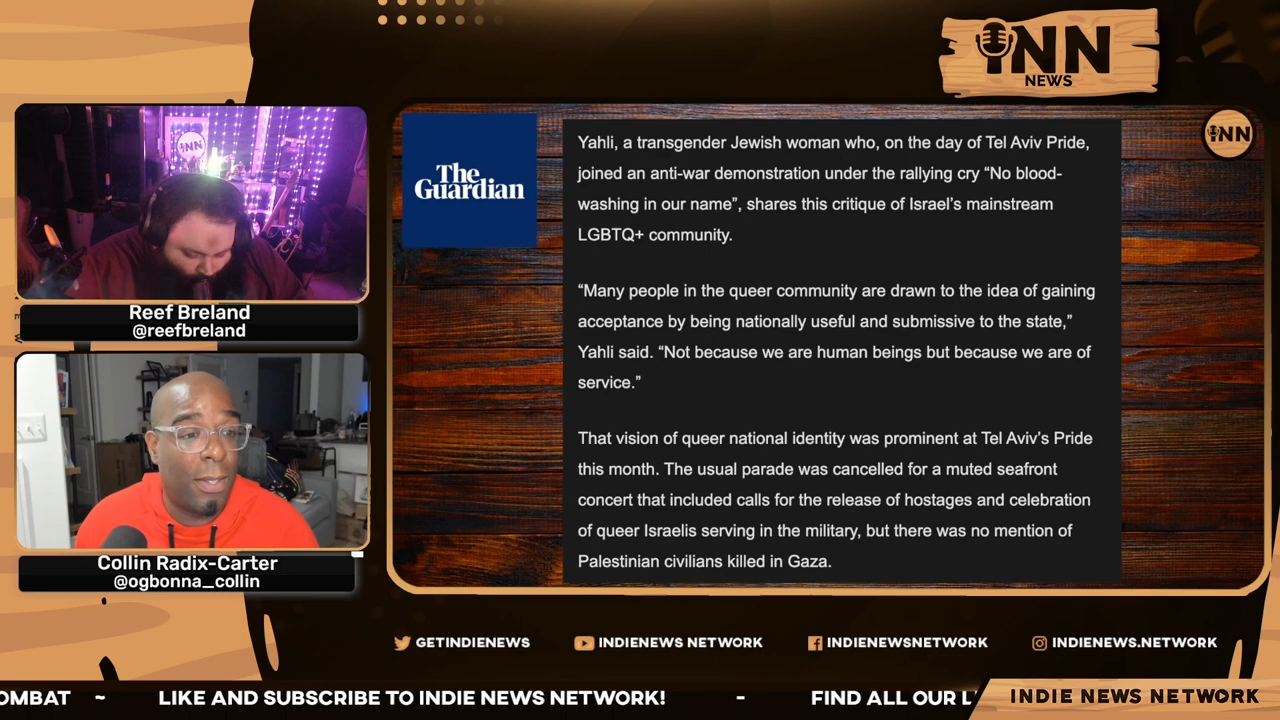 INN
NEWS
INN
INN
The
Guardian
Yahli, a transgender Jewish woman who, on the day of Tel Aviv Pride,
joined an anti-war demonstration under the rallying cry “No blood-
washing in our name”, shares this critique of Israel’s mainstream
LGBTQ+ community.
“Many people in the queer community are drawn to the idea of gaining
acceptance by being nationally useful and submissive to the state,”
Yahli said. “Not because we are human beings but because we are of
service.”
That vision of queer national identity was prominent at Tel Aviv’s Pride
this month. The usual parade was cancelled for a muted seafront
concert that included calls for the release of hostages and celebration
of queer Israelis serving in the military, but there was no mention of
Palestinian civilians killed in Gaza.
Reef Breland
@reefbreland
Collin Radix-Carter
@ogbonna_collin
GETINDIENEWS
INDIENEWS NETWORK
INDIENEWSNETWORK
INDIENEWS.NETWORK
OMBAT ~ LIKE AND SUBSCRIBE TO INDIE NEWS NETWORK! - FIND ALL OUR L
INDIE NEWS NETWORK